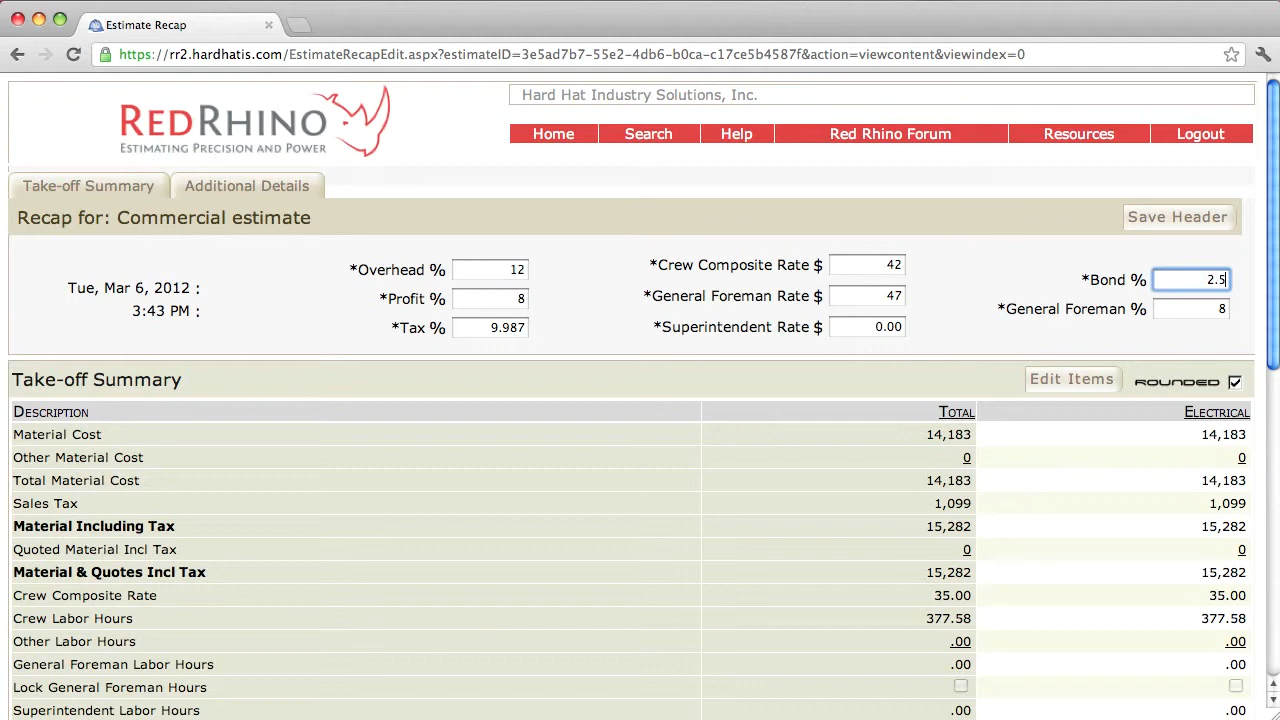 Estimate Recap
https://rr2.hardhatis.com/EstimateRecapEdit.aspx?estimateID=3e5ad7b7-55e2-4db6-b0ca-c17ce5b4587f&action=viewcontent&viewindex=0
REDRHINO
ESTIMATING PRECISION AND POWER
Hard Hat Industry Solutions, Inc.
Home Search Help Red Rhino Forum Resources Logout
Take-off Summary Additional Details
Recap for: Commercial estimate Save Header
Tue, Mar 6, 2012 :
3:43 PM :
*Overhead % 12
*Profit % 8
*Tax % 9.987
*Crew Composite Rate $ 42
*General Foreman Rate $ 47
*Superintendent Rate $ 0.00
*Bond % 2.5
*General Foreman % 8
Take-off Summary Edit Items ROUNDED
DESCRIPTION TOTAL ELECTRICAL
Material Cost 14,183 14,183
Other Material Cost 0 0
Total Material Cost 14,183 14,183
Sales Tax 1,099 1,099
Material Including Tax 15,282 15,282
Quoted Material Incl Tax 0 0
Material & Quotes Incl Tax 15,282 15,282
Crew Composite Rate 35.00 35.00
Crew Labor Hours 377.58 377.58
Other Labor Hours .00 .00
General Foreman Labor Hours .00 .00
Lock General Foreman Hours
Superintendent Labor Hours .00 .00